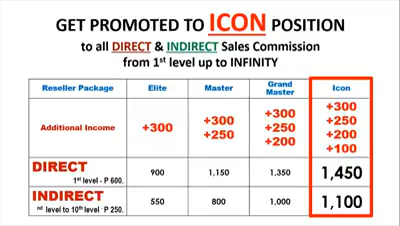 GET PROMOTED TO ICON POSITION
to all DIRECT & INDIRECT Sales Commission
from 1st level up to INFINITY
Reseller Package Elite Master Grand Master Icon
Additional Income +300 +300 +250 +300 +250 +200 +300 +250 +200 +100
DIRECT
1st level - P 600. 900 1,150 1,350 1,450
INDIRECT
nd level to 10th level P 250. 550 800 1,000 1,100